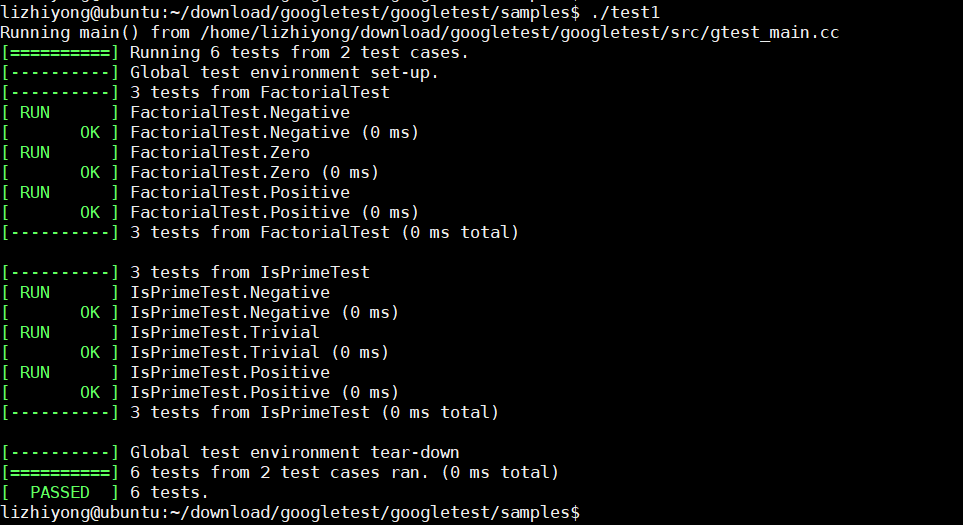 lizhiyong@ubuntu:~/download/googletest/googletest/samples$ ./test1
Running main() from /home/lizhiyong/download/googletest/googletest/src/gtest_main.cc
[==========] Running 6 tests from 2 test cases.
[----------] Global test environment set-up.
[----------] 3 tests from FactorialTest
[ RUN      ] FactorialTest.Negative
[       OK ] FactorialTest.Negative (0 ms)
[ RUN      ] FactorialTest.Zero
[       OK ] FactorialTest.Zero (0 ms)
[ RUN      ] FactorialTest.Positive
[       OK ] FactorialTest.Positive (0 ms)
[----------] 3 tests from FactorialTest (0 ms total)

[----------] 3 tests from IsPrimeTest
[ RUN      ] IsPrimeTest.Negative
[       OK ] IsPrimeTest.Negative (0 ms)
[ RUN      ] IsPrimeTest.Trivial
[       OK ] IsPrimeTest.Trivial (0 ms)
[ RUN      ] IsPrimeTest.Positive
[       OK ] IsPrimeTest.Positive (0 ms)
[----------] 3 tests from IsPrimeTest (0 ms total)

[----------] Global test environment tear-down
[==========] 6 tests from 2 test cases ran. (0 ms total)
[  PASSED  ] 6 tests.
lizhiyong@ubuntu:~/download/googletest/googletest/samples$